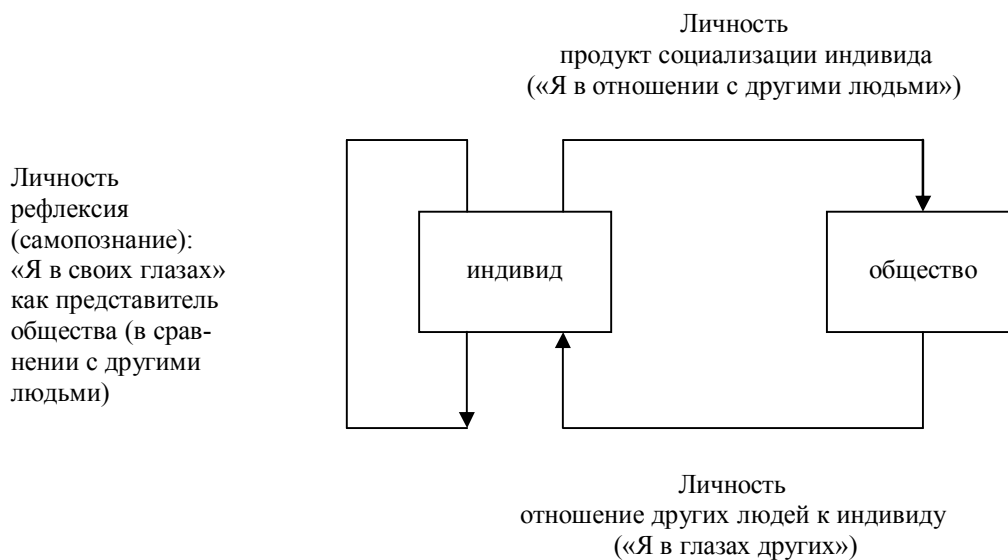 Личность
продукт социализации индивида
(«Я в отношении с другими людьми»)
Личность
рефлексия
(самопознание):
«Я в своих глазах»
как представитель
общества (в срав-
нении с другими
людьми)
индивид
общество
Личность
отношение других людей к индивиду
(«Я в глазах других»)